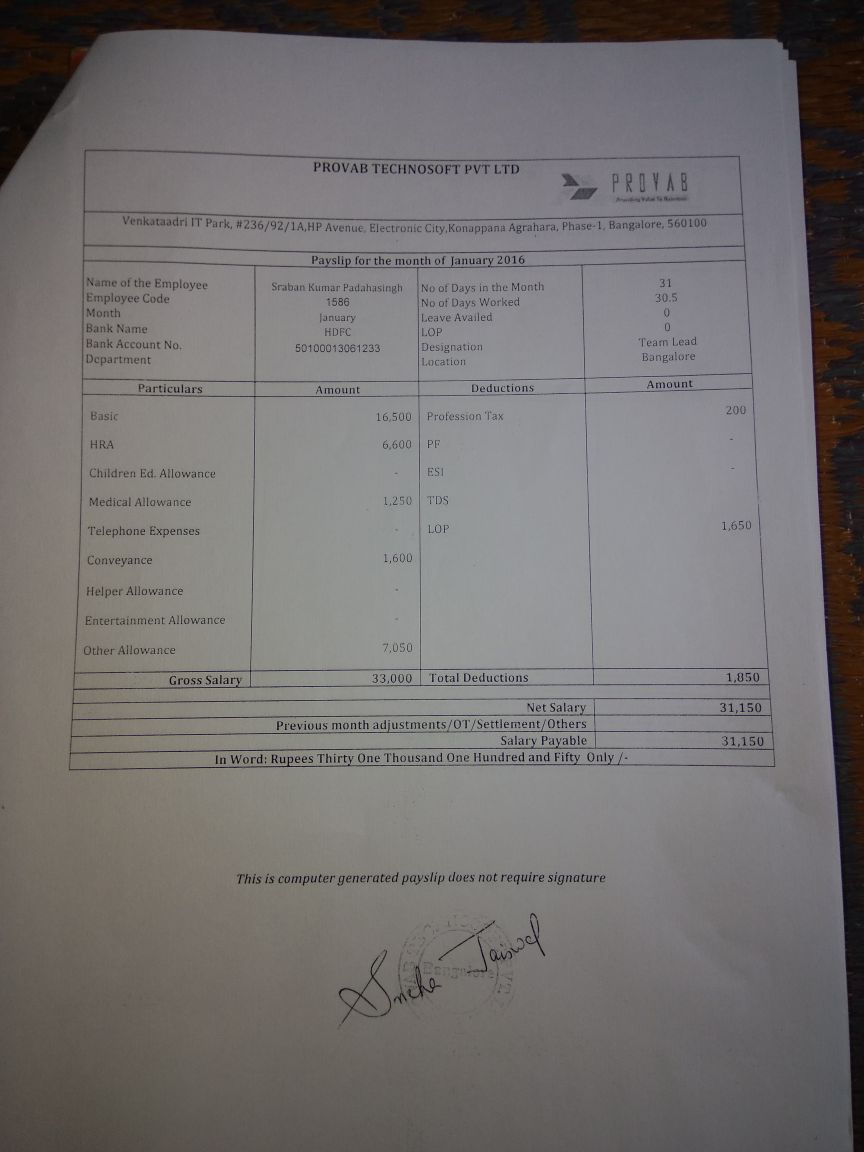 PROVAB TECHNOSOFT PVT LTD
PROVAB
Providing Value To Business
Venkataadri IT Park, #236/92/1A,HP Avenue, Electronic City,Konappana Agrahara, Phase-1, Bangalore, 560100
Payslip for the month of January 2016
Name of the Employee Sraban Kumar Padahasingh No of Days in the Month 31
Employee Code 1586 No of Days Worked 30.5
Month January Leave Availed 0
Bank Name HDFC LOP 0
Bank Account No. 50100013061233 Designation Team Lead
Department Location Bangalore
Particulars Amount Deductions Amount
Basic 16,500 Profession Tax 200
HRA 6,600 PF -
Children Ed. Allowance - ESI -
Medical Allowance 1,250 TDS
Telephone Expenses - LOP 1,650
Conveyance 1,600
Helper Allowance -
Entertainment Allowance -
Other Allowance 7,050
Gross Salary 33,000 Total Deductions 1,850
Net Salary 31,150
Previous month adjustments/OT/Settlement/Others
Salary Payable 31,150
In Word: Rupees Thirty One Thousand One Hundred and Fifty Only /-
This is computer generated payslip does not require signature
Sneha Jaiswal
Bangalore